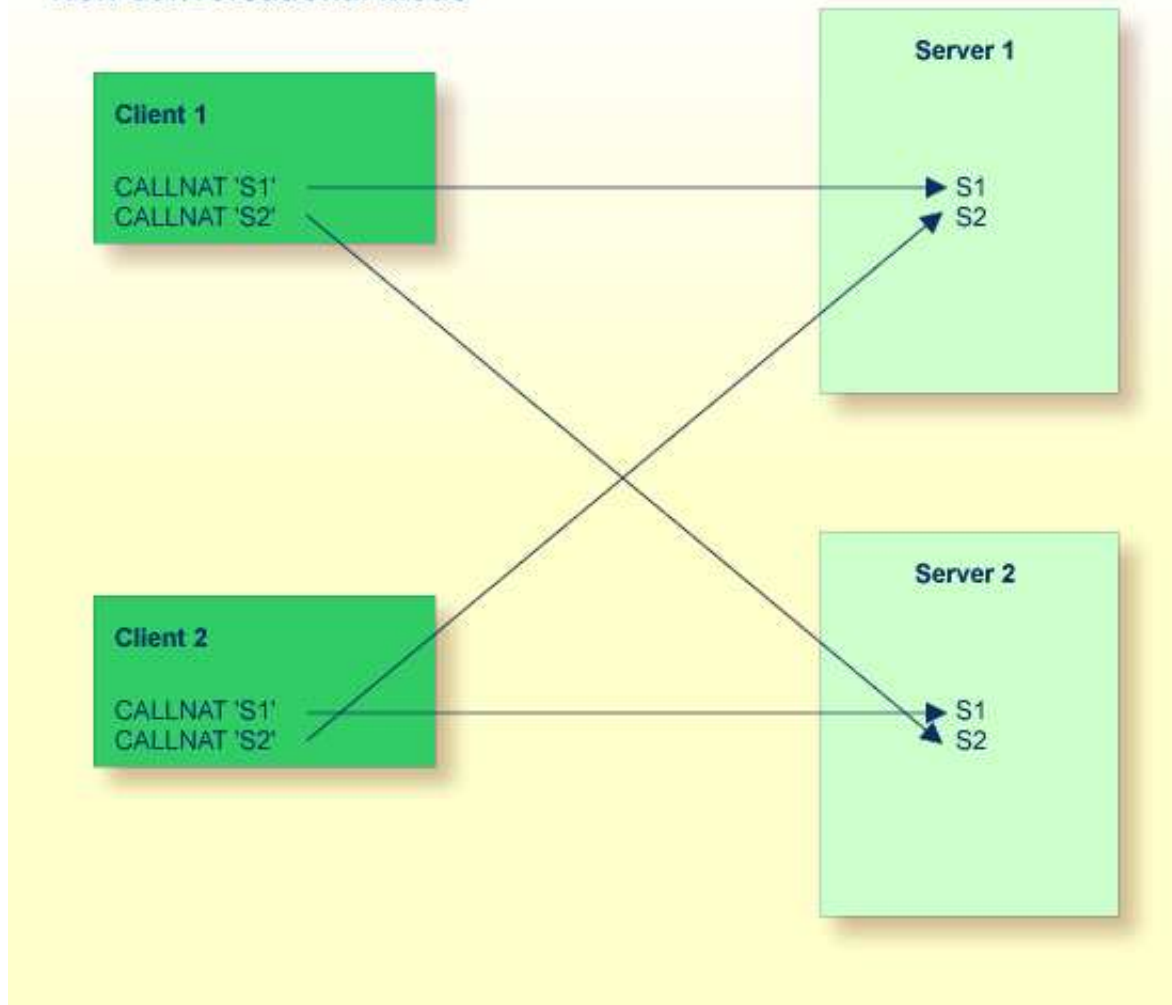 Client 1
CALLNAT 'S1'
CALLNAT 'S2'
Server 1
S1
S2
Client 2
CALLNAT 'S1'
CALLNAT 'S2'
Server 2
S1
S2